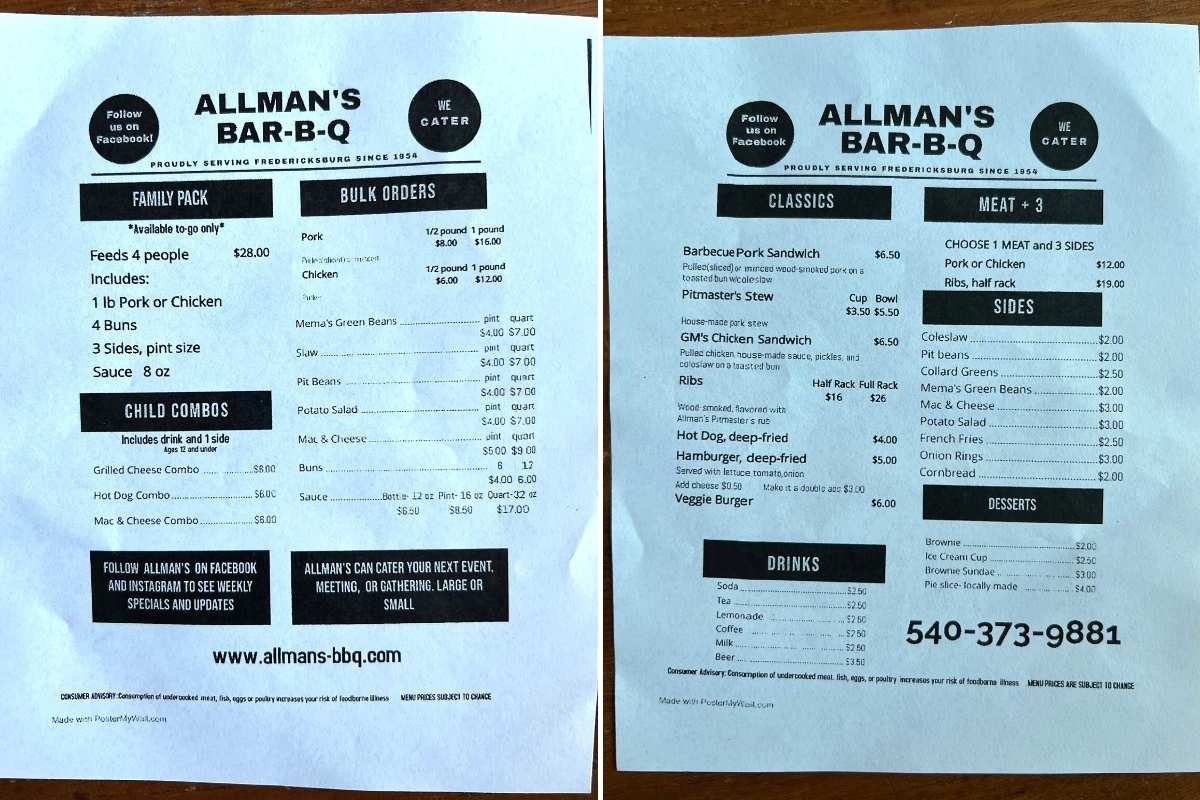 Follow
us on
Facebook!
ALLMAN'S
BAR-B-Q
WE
CATER
PROUDLY SERVING FREDERICKSBURG SINCE 1954
FAMILY PACK
*Available to-go only*
Feeds 4 people $28.00
Includes:
1 lb Pork or Chicken
4 Buns
3 Sides, pint size
Sauce 8 oz
CHILD COMBOS
Includes drink and 1 side
Ages 12 and under
Grilled Cheese Combo $6.00
Hot Dog Combo $6.00
Mac & Cheese Combo $6.00
BULK ORDERS
Pork 1/2 pound 1 pound
$8.00 $16.00
Pulled(sliced) or minced
Chicken 1/2 pound 1 pound
$6.00 $12.00
Mema's Green Beans pint quart
$4.00 $7.00
Slaw pint quart
$4.00 $7.00
Pit Beans pint quart
$4.00 $7.00
Potato Salad pint quart
$4.00 $7.00
Mac & Cheese pint quart
$5.00 $9.00
Buns 6 12
$4.00 6.00
Sauce Bottle- 12 oz Pint- 16 oz Quart-32 oz
$6.50 $8.50 $17.00
FOLLOW ALLMAN'S ON FACEBOOK
AND INSTAGRAM TO SEE WEEKLY
SPECIALS AND UPDATES
ALLMAN'S CAN CATER YOUR NEXT EVENT,
MEETING, OR GATHERING. LARGE OR
SMALL
www.allmans-bbq.com
CONSUMER ADVISORY: Consumption of undercooked meat, fish, eggs or poultry increases your risk of foodborne illness MENU PRICES SUBJECT TO CHANGE
Made with PosterMyWall.com
Follow
us on
Facebook
ALLMAN'S
BAR-B-Q
WE
CATER
PROUDLY SERVING FREDERICKSBURG SINCE 1954
CLASSICS
Barbecue Pork Sandwich $6.50
Pulled(sliced) or minced wood-smoked pork on a
toasted bun w/coleslaw
Pitmaster's Stew Cup Bowl
$3.50 $5.50
House-made pork stew
GM's Chicken Sandwich $6.50
Pulled chicken, house-made sauce, pickles, and
coleslaw on a toasted bun
Ribs Half Rack Full Rack
$16 $26
Wood-smoked, flavored with
Allman's Pitmaster's rub
Hot Dog, deep-fried $4.00
Hamburger, deep-fried $5.00
Served with lettuce, tomato, onion
Add cheese $0.50 Make it a double add $3.00
Veggie Burger $6.00
DRINKS
Soda $2.50
Tea $2.50
Lemonade $2.50
Coffee $2.50
Milk $2.50
Beer $3.50
MEAT + 3
CHOOSE 1 MEAT and 3 SIDES
Pork or Chicken $12.00
Ribs, half rack $19.00
SIDES
Coleslaw $2.00
Pit beans $2.00
Collard Greens $2.50
Mema's Green Beans $2.00
Mac & Cheese $3.00
Potato Salad $3.00
French Fries $2.50
Onion Rings $3.00
Cornbread $2.00
DESSERTS
Brownie $2.00
Ice Cream Cup $2.50
Brownie Sundae $3.00
Pie slice- locally made $4.00
540-373-9881
Consumer Advisory: Consumption of undercooked meat, fish, eggs, or poultry increases your risk of foodborne illness MENU PRICES ARE SUBJECT TO CHANGE
Made with PosterMyWall.com